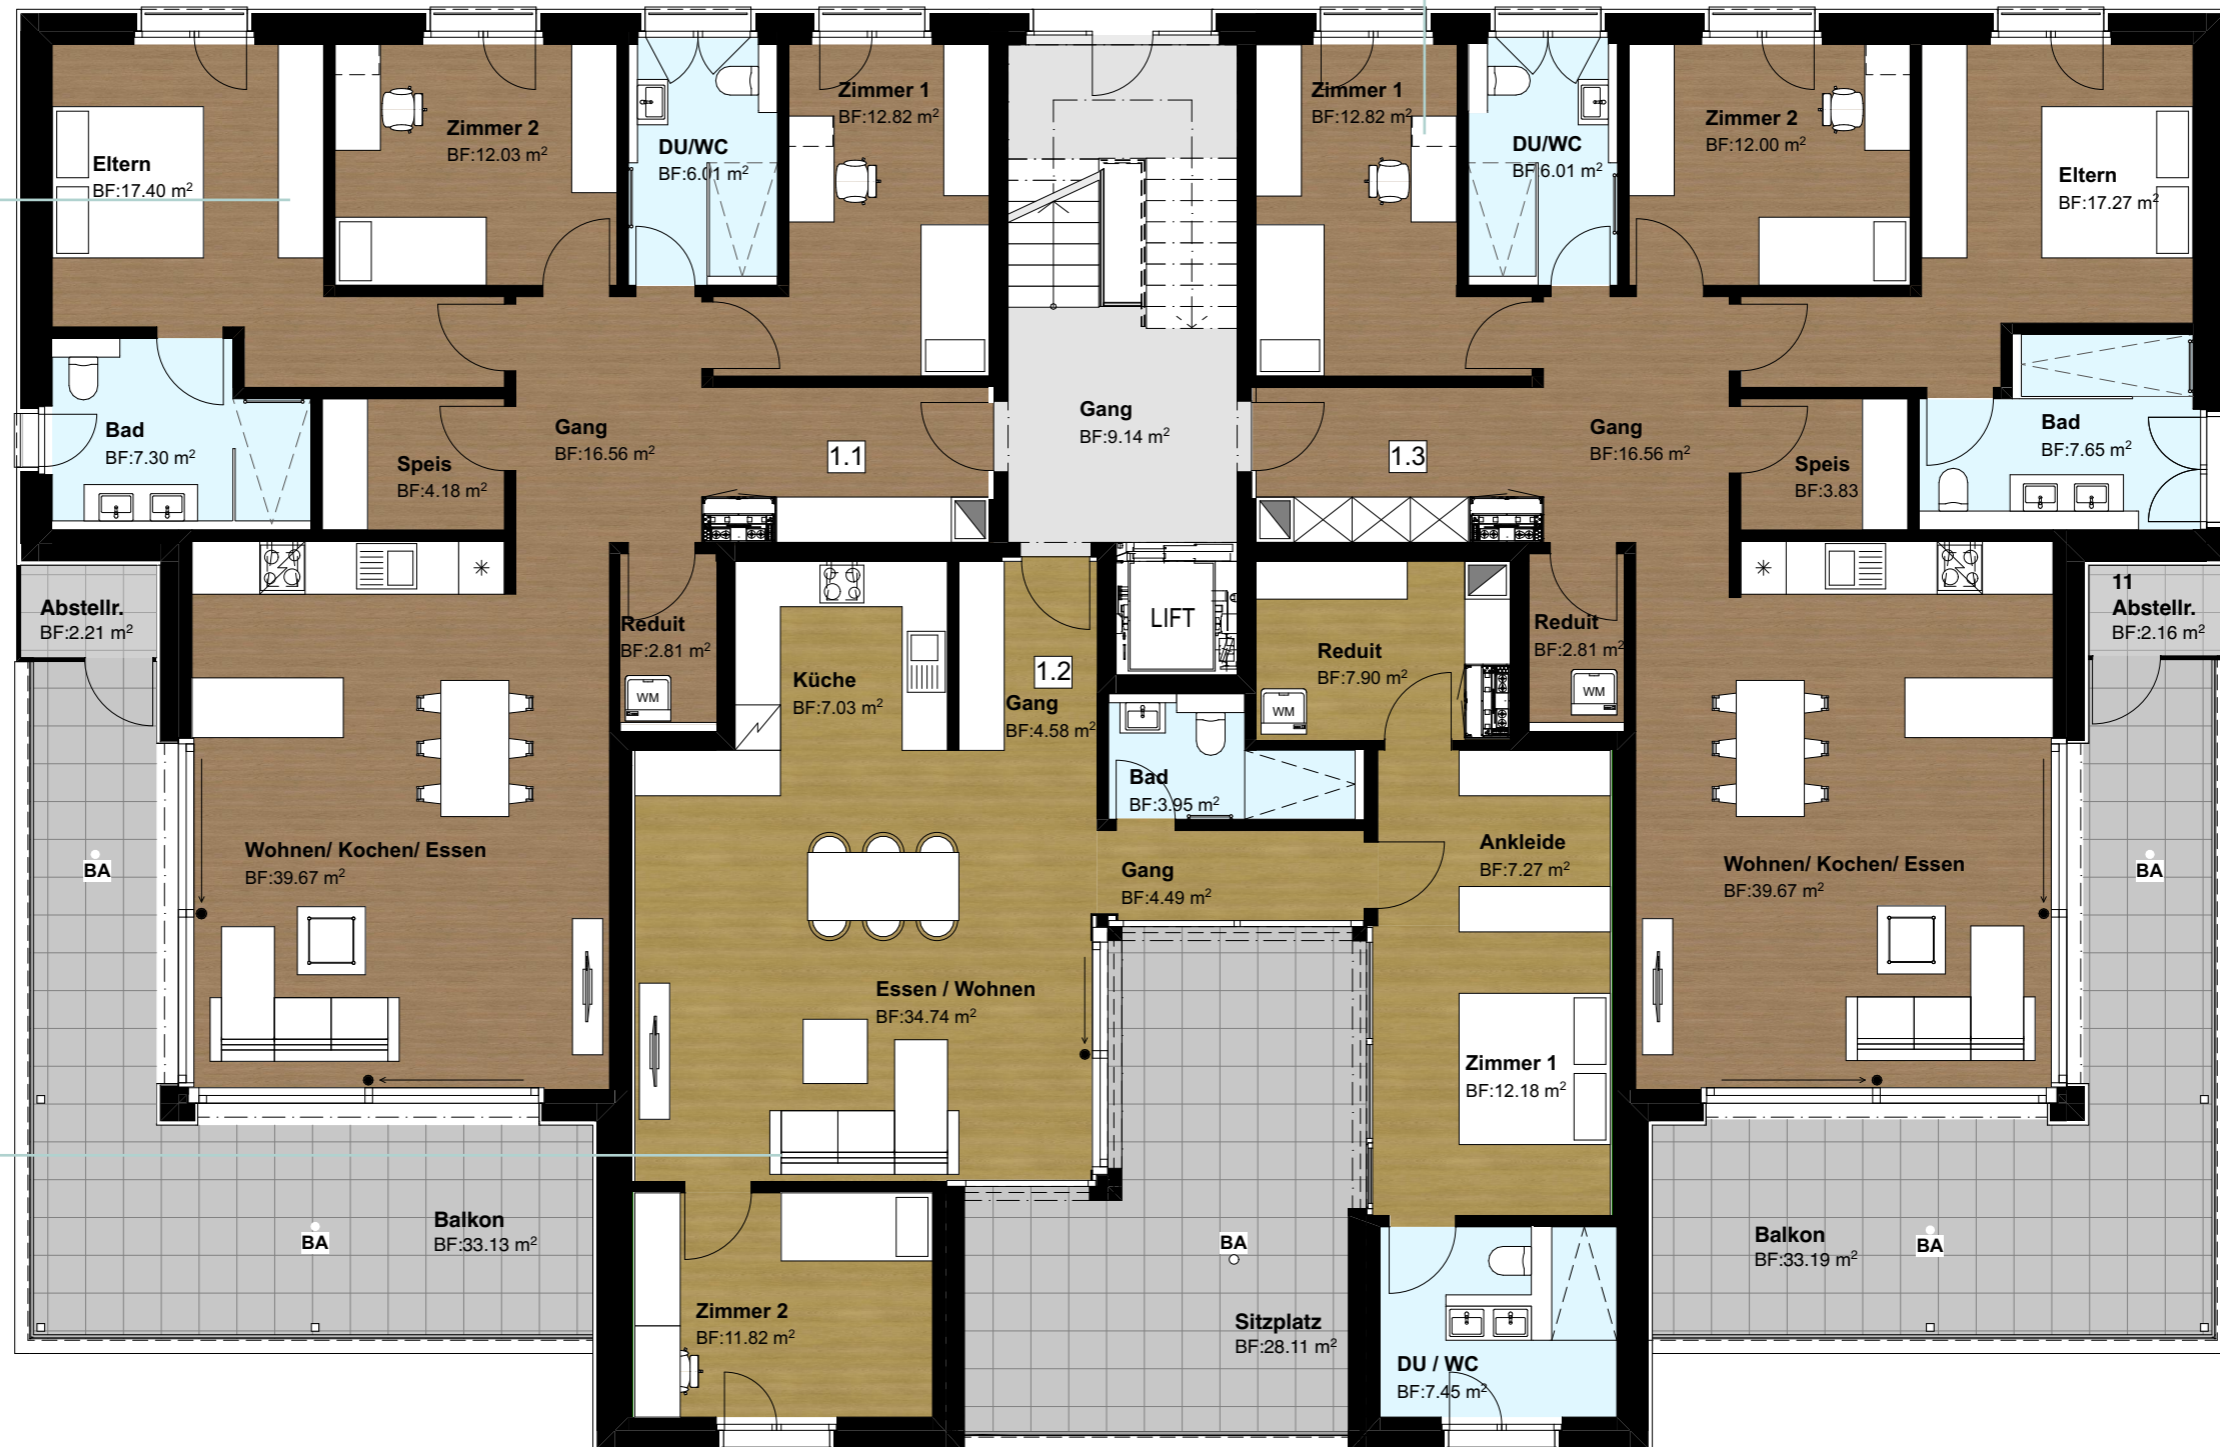 Eltern
BF:17.40 m²
Zimmer 2
BF:12.03 m²
DU/WC
BF:6.01 m²
Zimmer 1
BF:12.82 m²
Zimmer 1
BF:12.82 m²
DU/WC
BF:6.01 m²
Zimmer 2
BF:12.00 m²
Eltern
BF:17.27 m²
Bad
BF:7.30 m²
Speis
BF:4.18 m²
Gang
BF:16.56 m²
1.1
Gang
BF:9.14 m²
1.3
Gang
BF:16.56 m²
Speis
BF:3.83
Bad
BF:7.65 m²
Abstellr.
BF:2.21 m²
Reduit
BF:2.81 m²
WM
Küche
BF:7.03 m²
1.2
Gang
BF:4.58 m²
LIFT
Reduit
BF:7.90 m²
WM
Reduit
BF:2.81 m²
WM
11
Abstellr.
BF:2.16 m²
Bad
BF:3.95 m²
Wohnen/ Kochen/ Essen
BF:39.67 m²
BA
Gang
BF:4.49 m²
Ankleide
BF:7.27 m²
Wohnen/ Kochen/ Essen
BF:39.67 m²
BA
Essen / Wohnen
BF:34.74 m²
Zimmer 1
BF:12.18 m²
BA
Balkon
BF:33.13 m²
BA
Balkon
BF:33.19 m²
BA
Zimmer 2
BF:11.82 m²
Sitzplatz
BF:28.11 m²
DU / WC
BF:7.45 m²